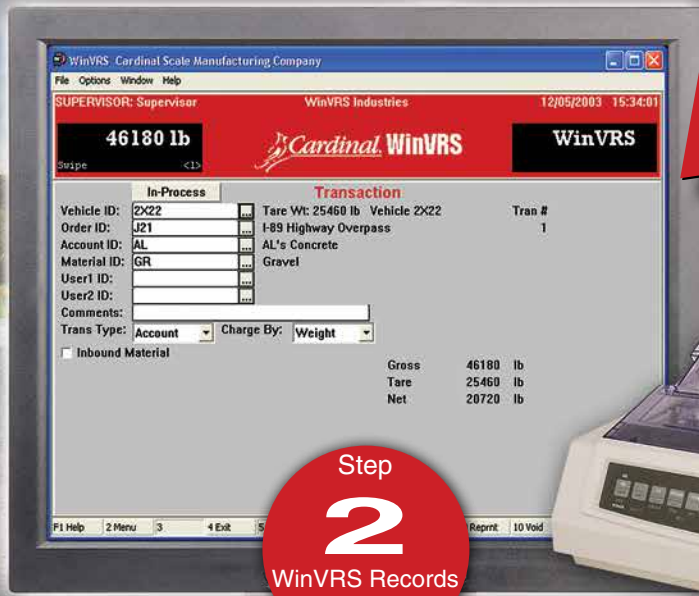 WinVRS Cardinal Scale Manufacturing Company
File Options Window Help
SUPERVISOR: Supervisor WinVRS Industries 12/05/2003 15:34:01
46180 lb
Swipe <1>
Cardinal. WinVRS
WinVRS
In-Process Transaction
Vehicle ID: 2X22 ... Tare Wt: 25460 lb Vehicle 2X22 Tran #
Order ID: J21 ... I-89 Highway Overpass 1
Account ID: AL ... AL's Concrete
Material ID: GR ... Gravel
User1 ID: ...
User2 ID: ...
Comments:
Trans Type: Account Charge By: Weight
Inbound Material
Gross 46180 lb
Tare 25460 lb
Net 20720 lb
F1 Help 2 Menu 3 4 Exit 5 Reprnt 10 Void
Step
2
WinVRS Records